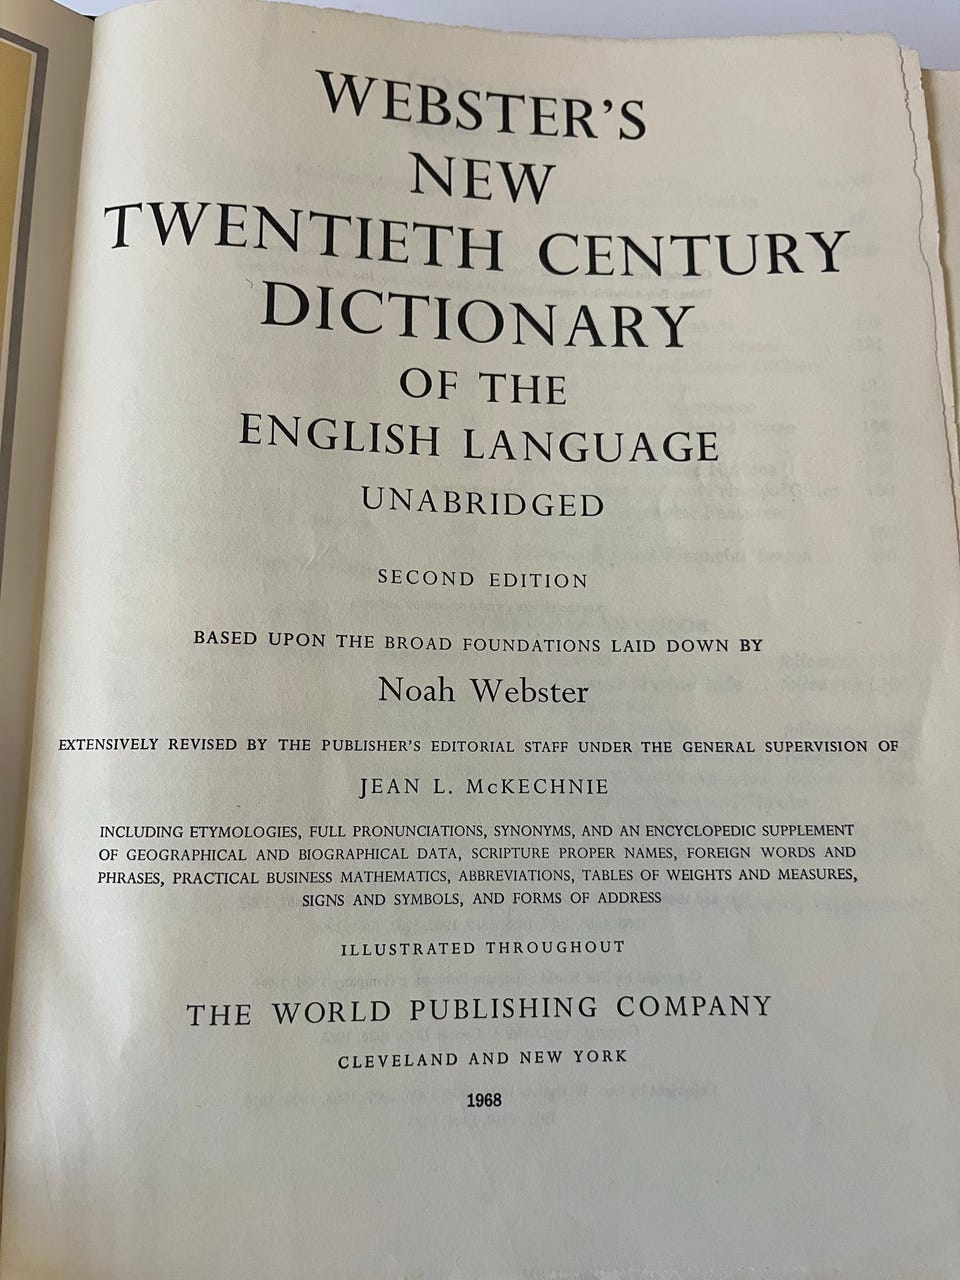 WEBSTER'S
NEW
TWENTIETH CENTURY
DICTIONARY
OF THE
ENGLISH LANGUAGE
UNABRIDGED
SECOND EDITION
BASED UPON THE BROAD FOUNDATIONS LAID DOWN BY
Noah Webster
EXTENSIVELY REVISED BY THE PUBLISHER'S EDITORIAL STAFF UNDER THE GENERAL SUPERVISION OF
JEAN L. McKECHNIE
INCLUDING ETYMOLOGIES, FULL PRONUNCIATIONS, SYNONYMS, AND AN ENCYCLOPEDIC SUPPLEMENT
OF GEOGRAPHICAL AND BIOGRAPHICAL DATA, SCRIPTURE PROPER NAMES, FOREIGN WORDS AND
PHRASES, PRACTICAL BUSINESS MATHEMATICS, ABBREVIATIONS, TABLES OF WEIGHTS AND MEASURES,
SIGNS AND SYMBOLS, AND FORMS OF ADDRESS
ILLUSTRATED THROUGHOUT
THE WORLD PUBLISHING COMPANY
CLEVELAND AND NEW YORK
1968